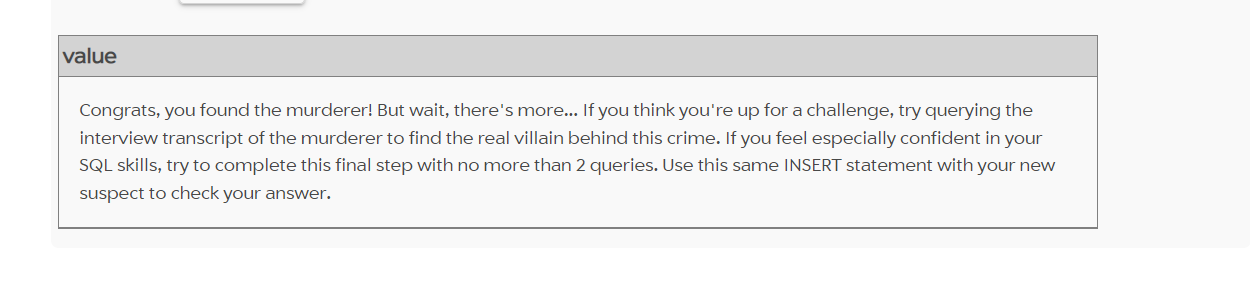 value
Congrats, you found the murderer! But wait, there's more... If you think you're up for a challenge, try querying the
interview transcript of the murderer to find the real villain behind this crime. If you feel especially confident in your
SQL skills, try to complete this final step with no more than 2 queries. Use this same INSERT statement with your new
suspect to check your answer.